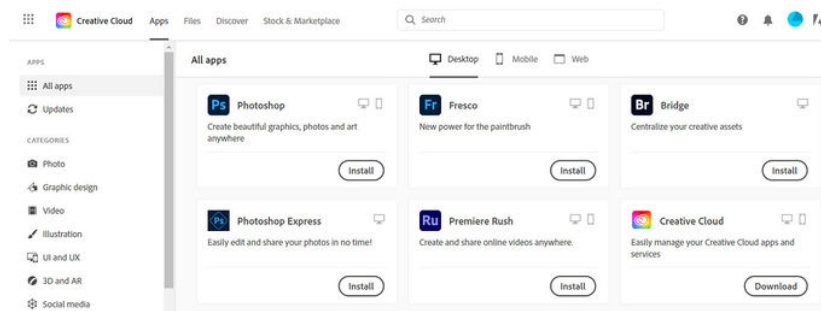 Creative Cloud Apps Files Discover Stock & Marketplace Search
APPS
All apps
Updates
CATEGORIES
Photo
Graphic design
Video
Illustration
UI and UX
3D and AR
Social media
All apps Desktop Mobile Web
Ps Photoshop
Create beautiful graphics, photos and art
anywhere
Install
Fr Fresco
New power for the paintbrush
Install
Br Bridge
Centralize your creative assets
Install
Ps Photoshop Express
Easily edit and share your photos in no time!
Install
Ru Premiere Rush
Create and share online videos anywhere.
Install
Creative Cloud
Easily manage your Creative Cloud apps and
services
Download